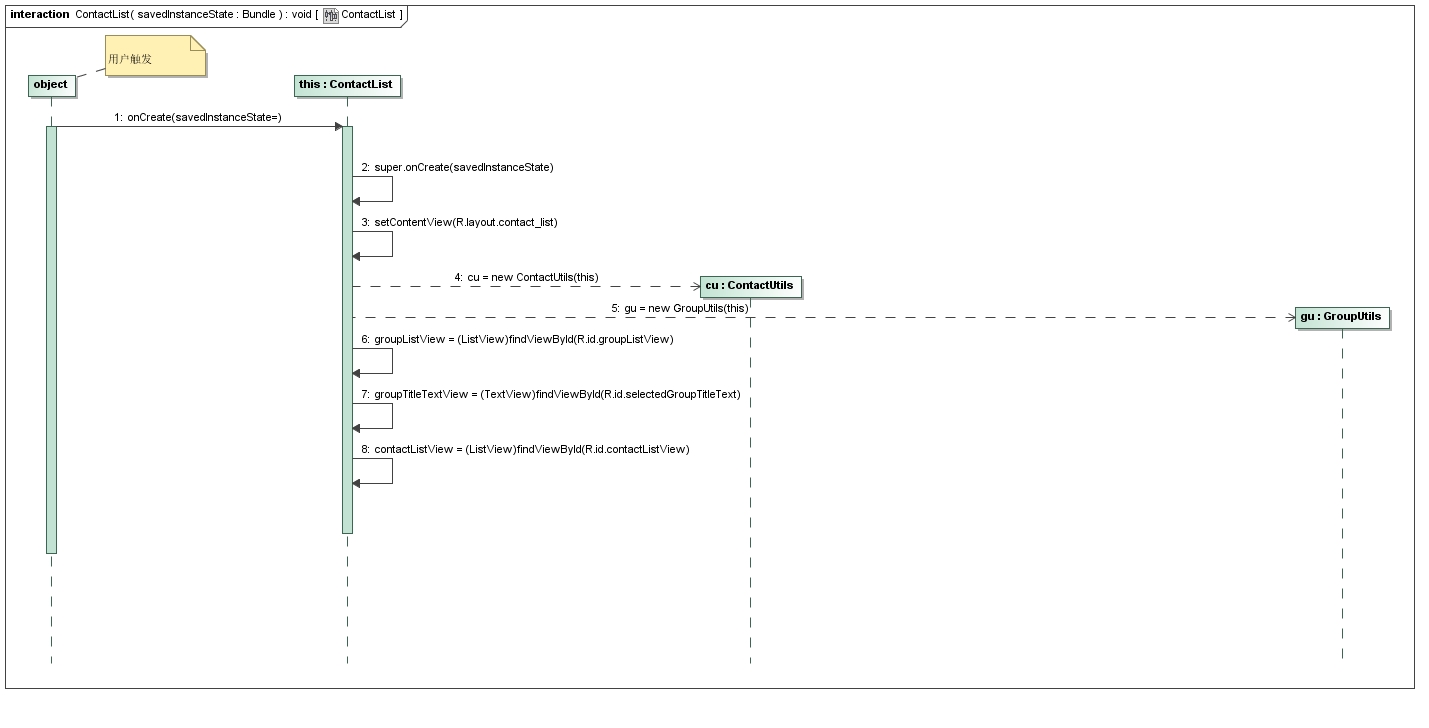 interaction ContactList( savedInstanceState : Bundle ) : void [ ContactList ]
用户触发
object
this : ContactList
1: onCreate(savedInstanceState=)
2: super.onCreate(savedInstanceState)
3: setContentView(R.layout.contact_list)
4: cu = new ContactUtils(this)
cu : ContactUtils
5: gu = new GroupUtils(this)
gu : GroupUtils
6: groupListView = (ListView)findViewById(R.id.groupListView)
7: groupTitleTextView = (TextView)findViewById(R.id.selectedGroupTitleText)
8: contactListView = (ListView)findViewById(R.id.contactListView)